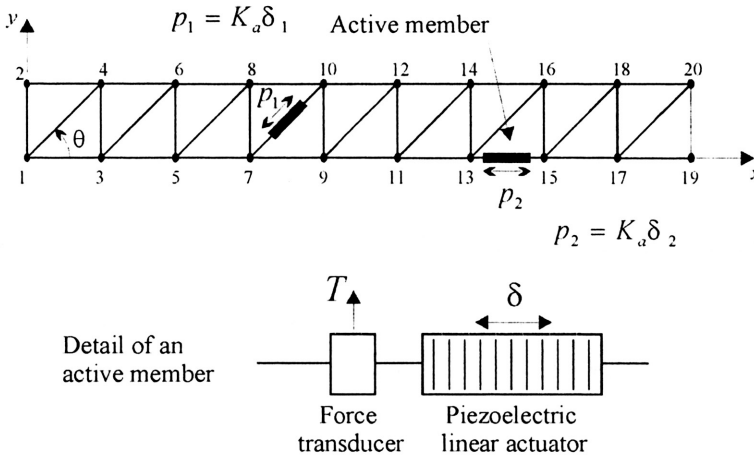 y
p₁ = Kₐδ₁
Active member
2 4 6 8 10 12 14 16 18 20
p₁
θ
1 3 5 7 9 11 13 15 17 19
p₂
p₂ = Kₐδ₂
T
δ
Detail of an
active member
Force
transducer
Piezoelectric
linear actuator